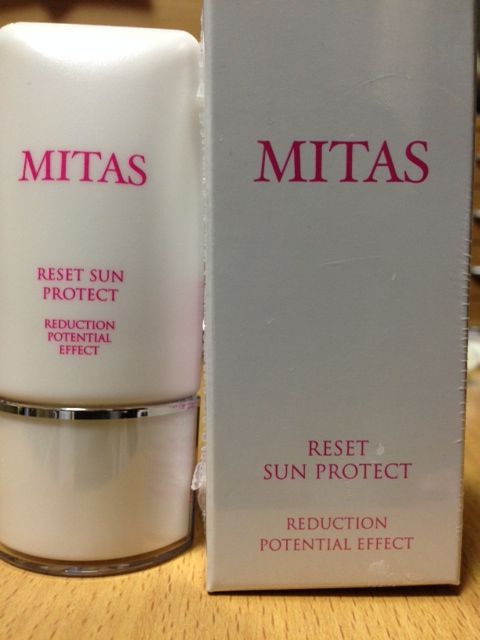 MITAS
RESET SUN
PROTECT
REDUCTION
POTENTIAL
EFFECT
MITAS
RESET
SUN PROTECT
REDUCTION
POTENTIAL EFFECT